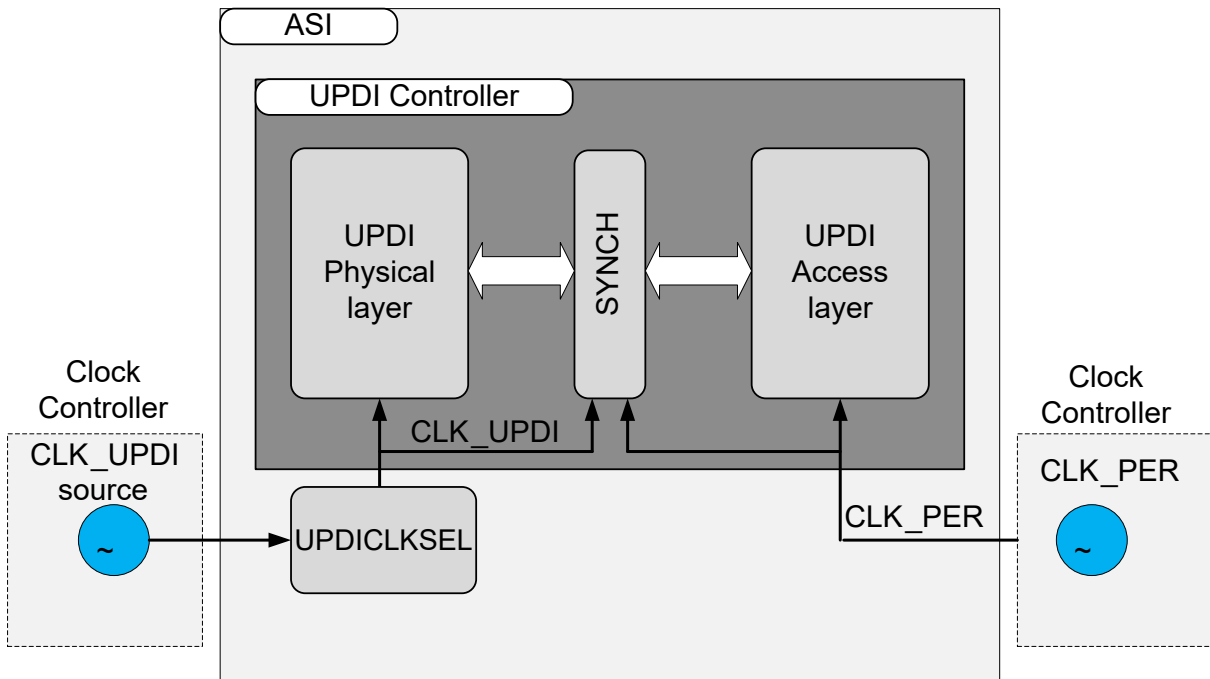 ASI
UPDI Controller
UPDI
Physical
layer
SYNCH
UPDI
Access
layer
Clock
Controller
CLK_UPDI
source
~
CLK_UPDI
UPDICLKSEL
Clock
Controller
CLK_PER
~
CLK_PER